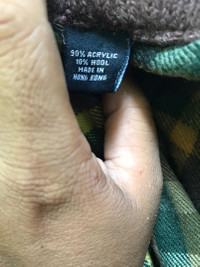 90% ACRYLIC
10% WOOL
MADE IN
HONG KONG